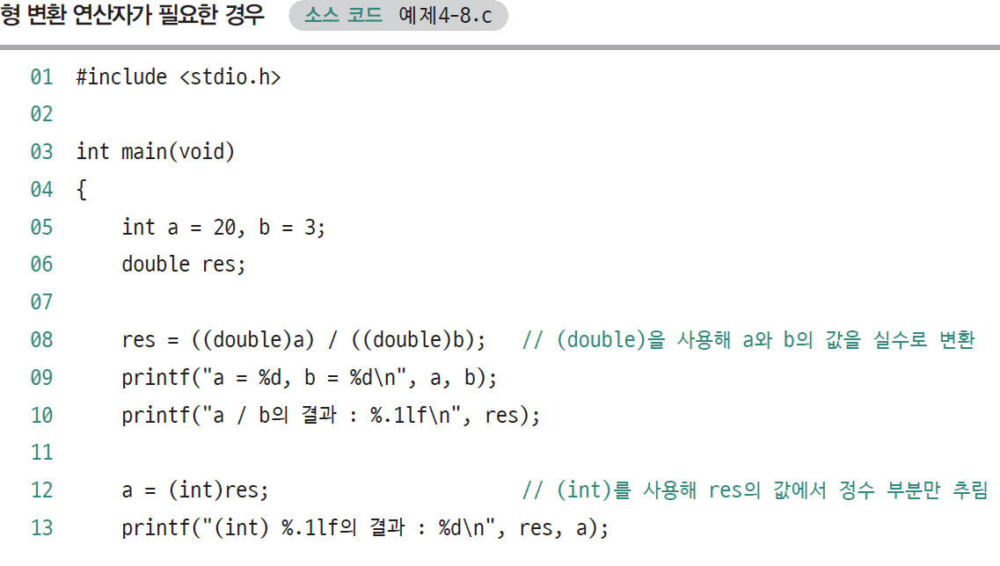 형 변환 연산자가 필요한 경우 소스 코드 예제4-8.c
01 #include <stdio.h>
02
03 int main(void)
04 {
05 int a = 20, b = 3;
06 double res;
07
08 res = ((double)a) / ((double)b); // (double)을 사용해 a와 b의 값을 실수로 변환
09 printf("a = %d, b = %d\n", a, b);
10 printf("a / b의 결과 : %.1lf\n", res);
11
12 a = (int)res; // (int)를 사용해 res의 값에서 정수 부분만 추림
13 printf("(int) %.1lf의 결과 : %d\n", res, a);